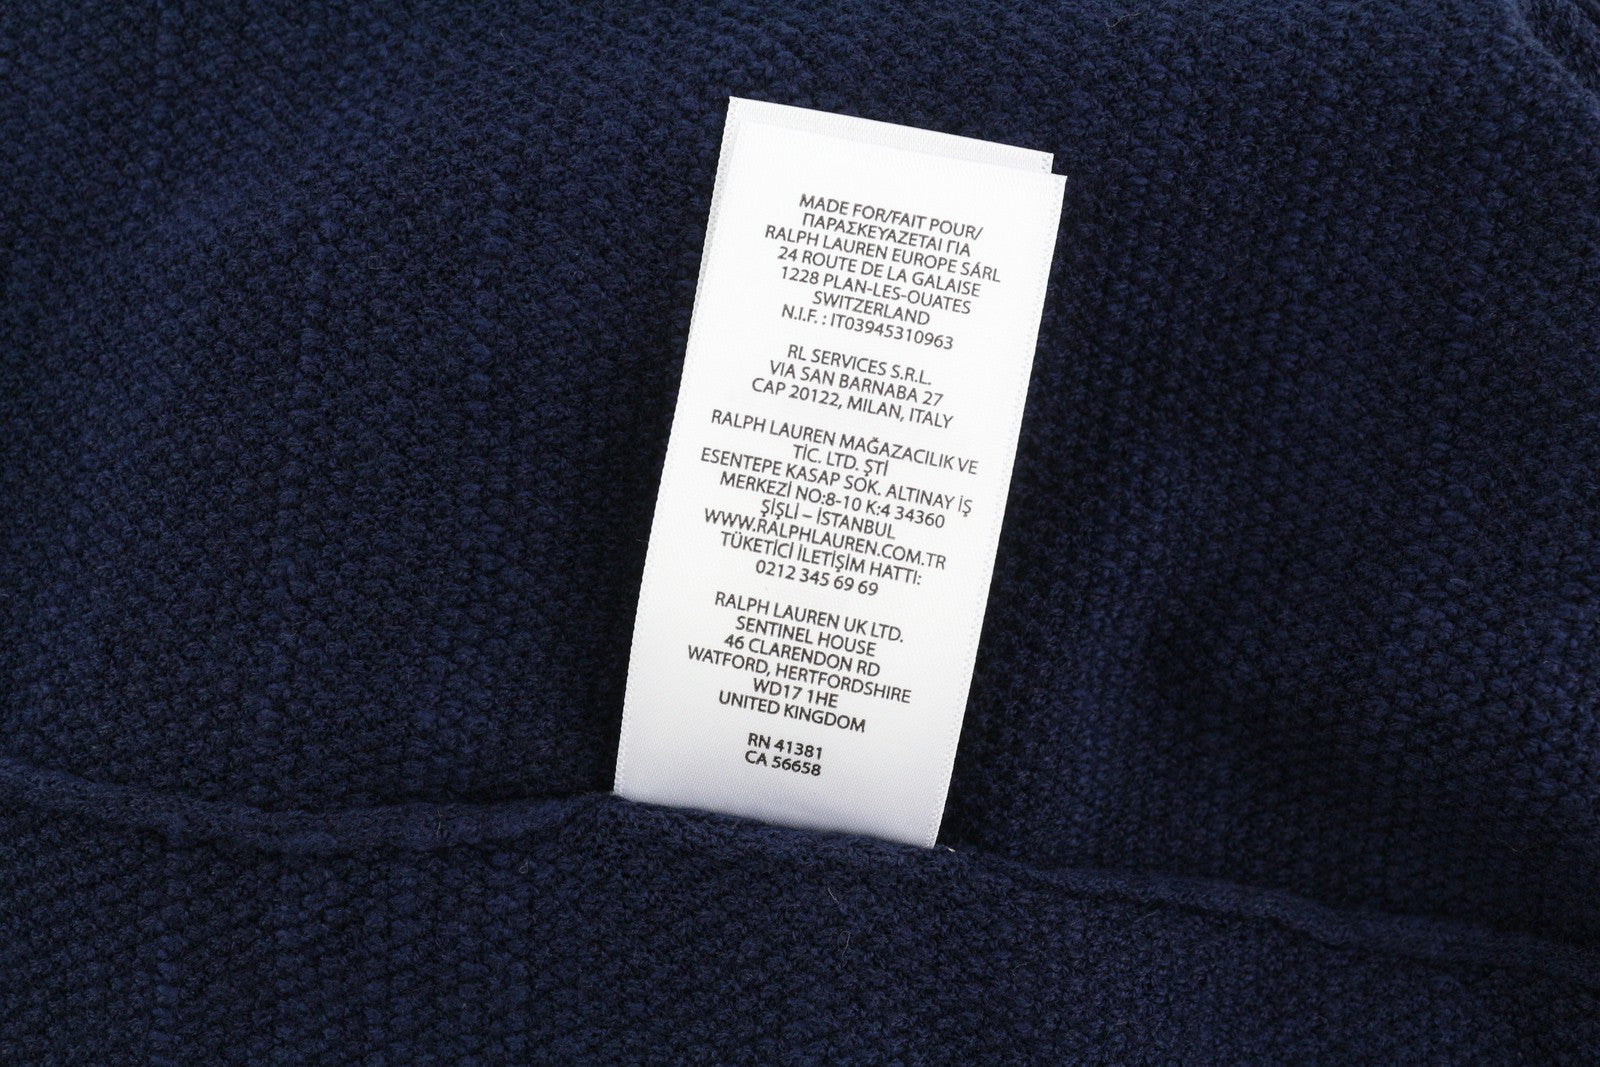 MADE FOR/FAIT POUR/
ΠΑΡΑΣΚΕΥΑΖΕΤΑΙ ΓΙΑ
RALPH LAUREN EUROPE SÁRL
24 ROUTE DE LA GALAISE
1228 PLAN-LES-OUATES
SWITZERLAND
N.I.F. : IT03945310963
RL SERVICES S.R.L.
VIA SAN BARNABA 27
CAP 20122, MILAN, ITALY
RALPH LAUREN MAĞAZACILIK VE
TİC. LTD. ŞTİ
ESENTEPE KASAP SOK. ALTINAY İŞ
MERKEZİ NO:8-10 K:4 34360
ŞİŞLİ – İSTANBUL
WWW.RALPHLAUREN.COM.TR
TÜKETİCİ İLETİŞİM HATTI:
0212 345 69 69
RALPH LAUREN UK LTD.
SENTINEL HOUSE
46 CLARENDON RD
WATFORD, HERTFORDSHIRE
WD17 1HE
UNITED KINGDOM
RN 41381
CA 56658